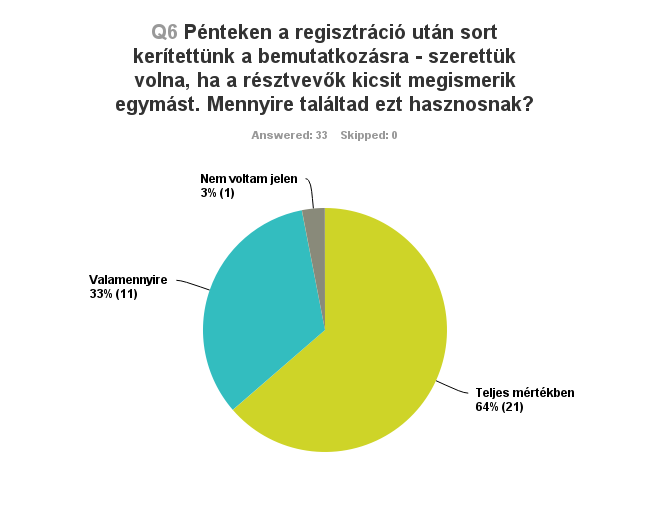 Q6 Pénteken a regisztráció után sort
kerítettünk a bemutatkozásra - szerettük
volna, ha a résztvevők kicsit megismerik
egymást. Mennyire találtad ezt hasznosnak?
Answered: 33 Skipped: 0
Nem voltam jelen
3% (1)
Valamennyire
33% (11)
Teljes mértékben
64% (21)